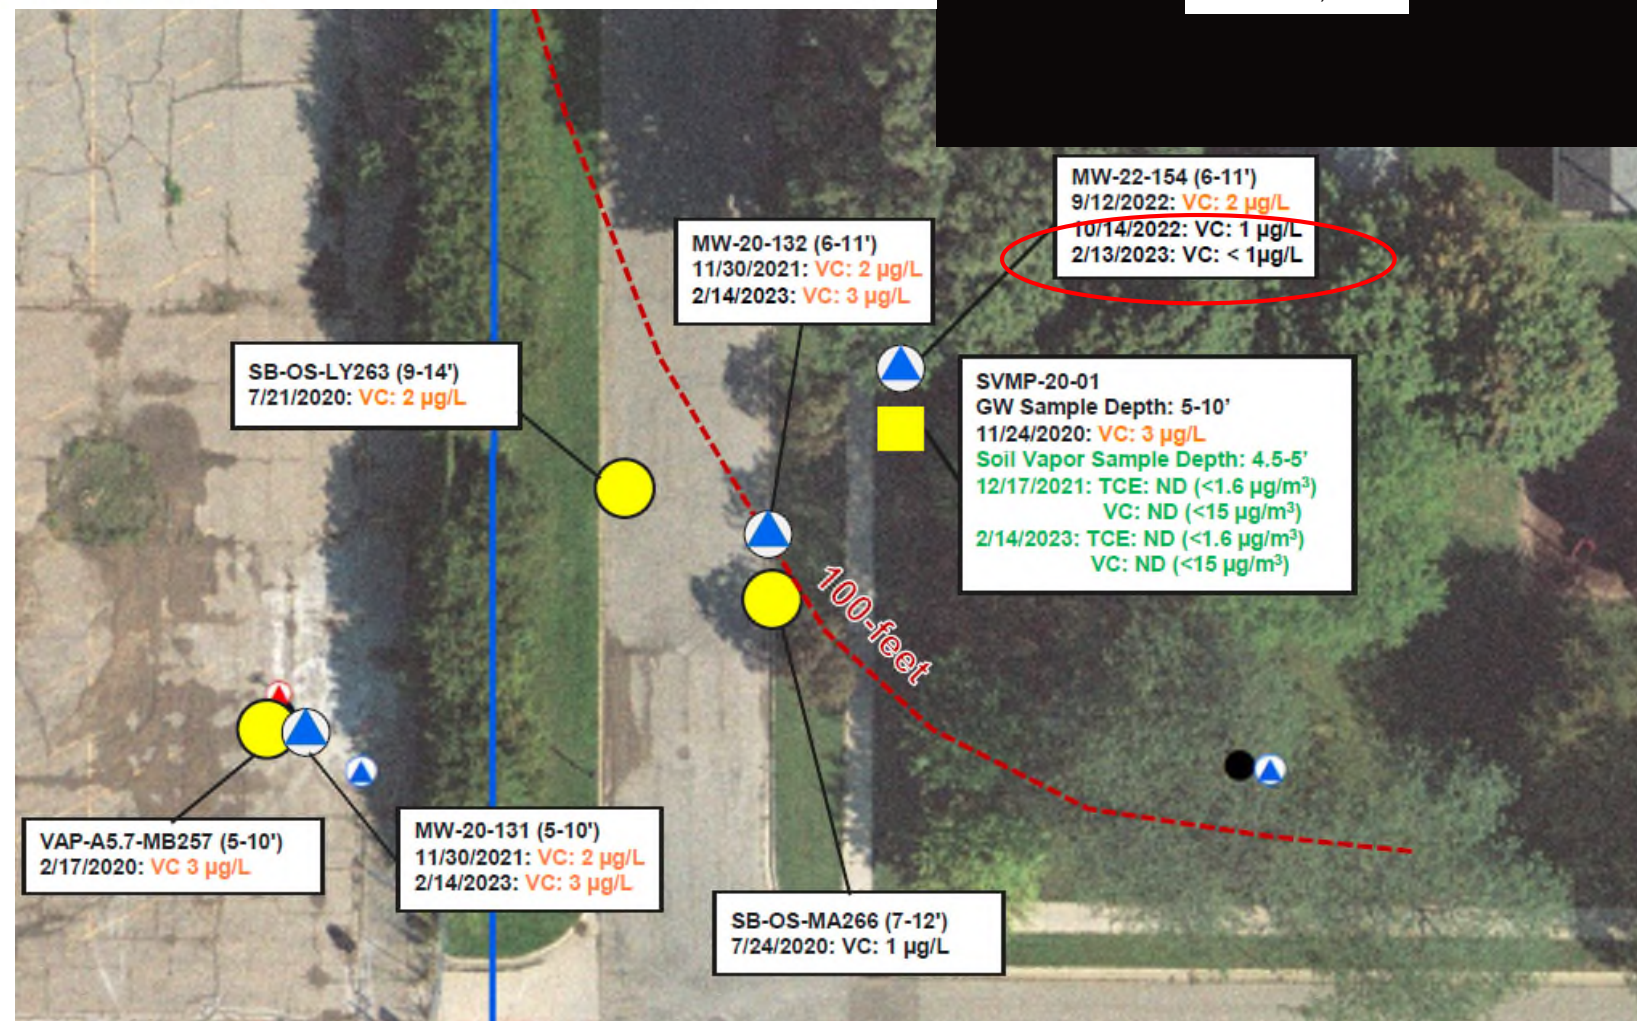 MW-22-154 (6-11')
9/12/2022: VC: 2 µg/L
10/14/2022: VC: 1 µg/L
2/13/2023: VC: < 1µg/L
MW-20-132 (6-11')
11/30/2021: VC: 2 µg/L
2/14/2023: VC: 3 µg/L
SB-OS-LY263 (9-14')
7/21/2020: VC: 2 µg/L
SVMP-20-01
GW Sample Depth: 5-10’
11/24/2020: VC: 3 µg/L
Soil Vapor Sample Depth: 4.5-5’
12/17/2021: TCE: ND (<1.6 µg/m³)
VC: ND (<15 µg/m³)
2/14/2023: TCE: ND (<1.6 µg/m³)
VC: ND (<15 µg/m³)
100-feet
VAP-A5.7-MB257 (5-10')
2/17/2020: VC 3 µg/L
MW-20-131 (5-10')
11/30/2021: VC: 2 µg/L
2/14/2023: VC: 3 µg/L
SB-OS-MA266 (7-12')
7/24/2020: VC: 1 µg/L